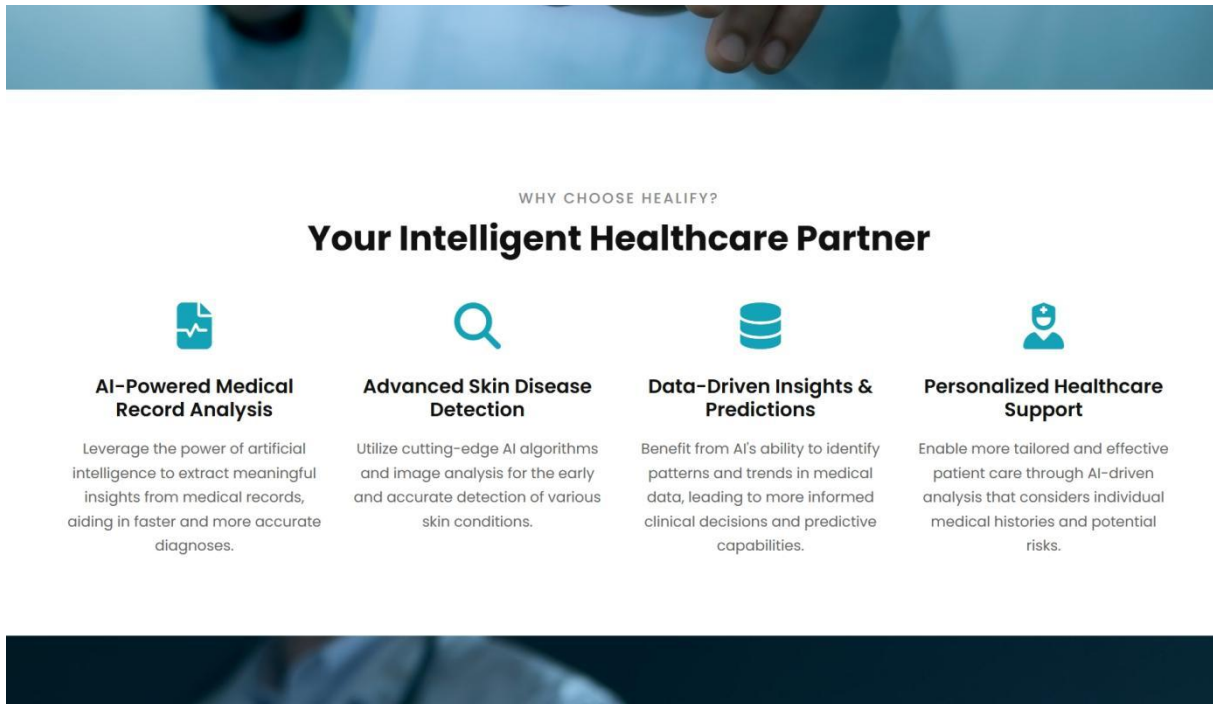 WHY CHOOSE HEALIFY?
Your Intelligent Healthcare Partner
AI-Powered Medical
Record Analysis
Leverage the power of artificial
intelligence to extract meaningful
insights from medical records,
aiding in faster and more accurate
diagnoses.
Advanced Skin Disease
Detection
Utilize cutting-edge AI algorithms
and image analysis for the early
and accurate detection of various
skin conditions.
Data-Driven Insights &
Predictions
Benefit from AI's ability to identify
patterns and trends in medical
data, leading to more informed
clinical decisions and predictive
capabilities.
Personalized Healthcare
Support
Enable more tailored and effective
patient care through AI-driven
analysis that considers individual
medical histories and potential
risks.